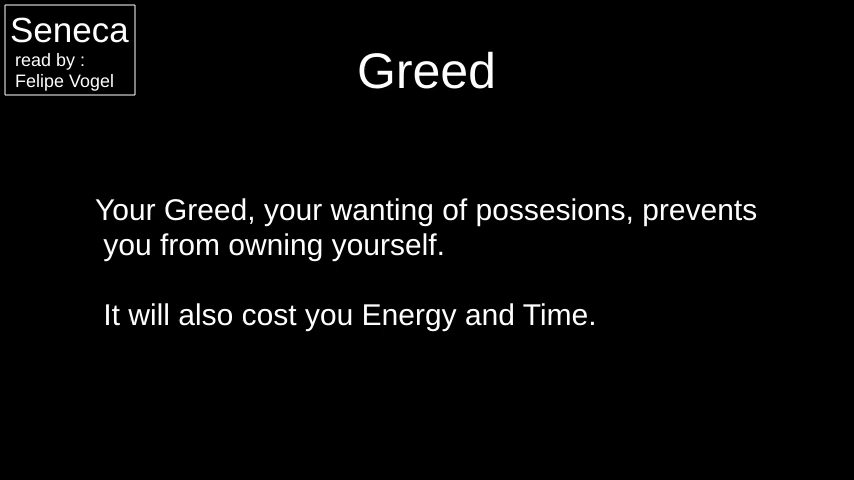 Seneca
read by :
Felipe Vogel
Greed
Your Greed, your wanting of possesions, prevents
you from owning yourself.
It will also cost you Energy and Time.